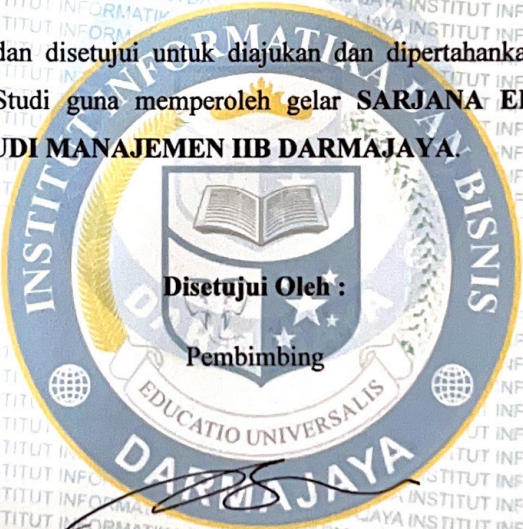 dan disetujui untuk diajukan dan dipertahanka
Studi guna memperoleh gelar SARJANA E
UDI MANAJEMEN IIB DARMAJAYA.
INSTITUT INFORMATIKA DAN BISNIS
Disetujui Oleh :
Pembimbing
EDUCATIO UNIVERSALIS
DARMAJAYA